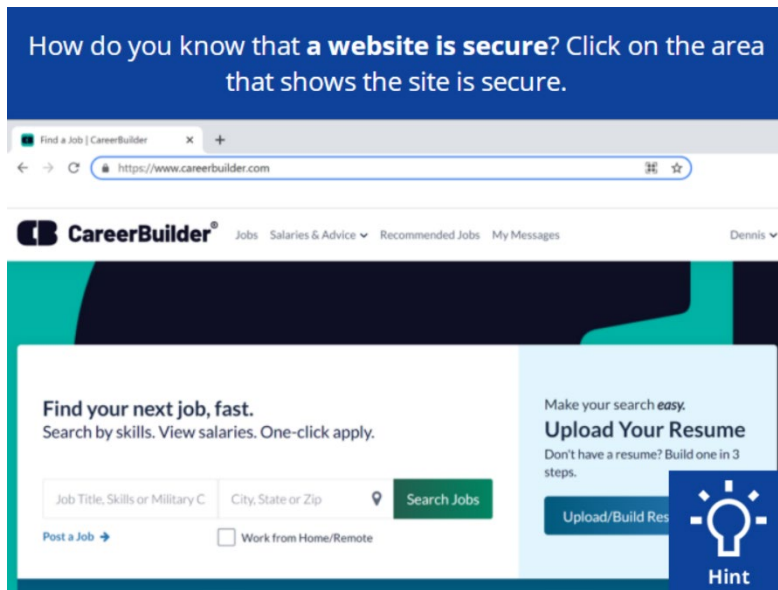 How do you know that a website is secure? Click on the area
that shows the site is secure.
Find a Job | CareerBuilder
https://www.careerbuilder.com
CB CareerBuilder® Jobs Salaries & Advice Recommended Jobs My Messages Dennis
Find your next job, fast.
Search by skills. View salaries. One-click apply.
Job Title, Skills or Military C City, State or Zip Search Jobs
Post a Job Work from Home/Remote
Make your search easy.
Upload Your Resume
Don't have a resume? Build one in 3
steps.
Upload/Build Res
Hint